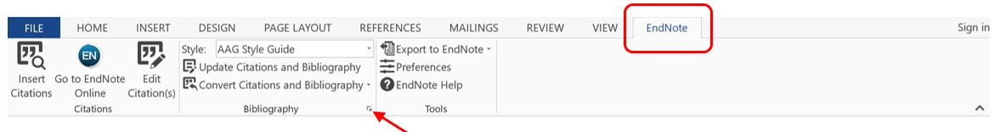 FILE HOME INSERT DESIGN PAGE LAYOUT REFERENCES MAILINGS REVIEW VIEW EndNote Sign in
Insert Citations
EN
Go to EndNote Online
Edit Citation(s)
Citations
Style: AAG Style Guide
Update Citations and Bibliography
Convert Citations and Bibliography
Bibliography
Export to EndNote
Preferences
EndNote Help
Tools